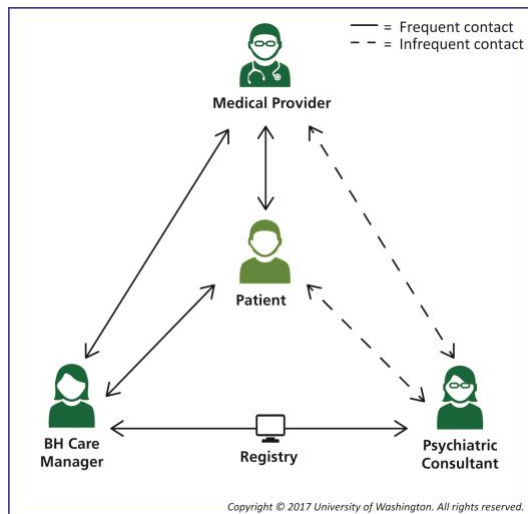 = Frequent contact
= Infrequent contact
Medical Provider
Patient
BH Care
Manager
Registry
Psychiatric
Consultant
Copyright © 2017 University of Washington. All rights reserved.